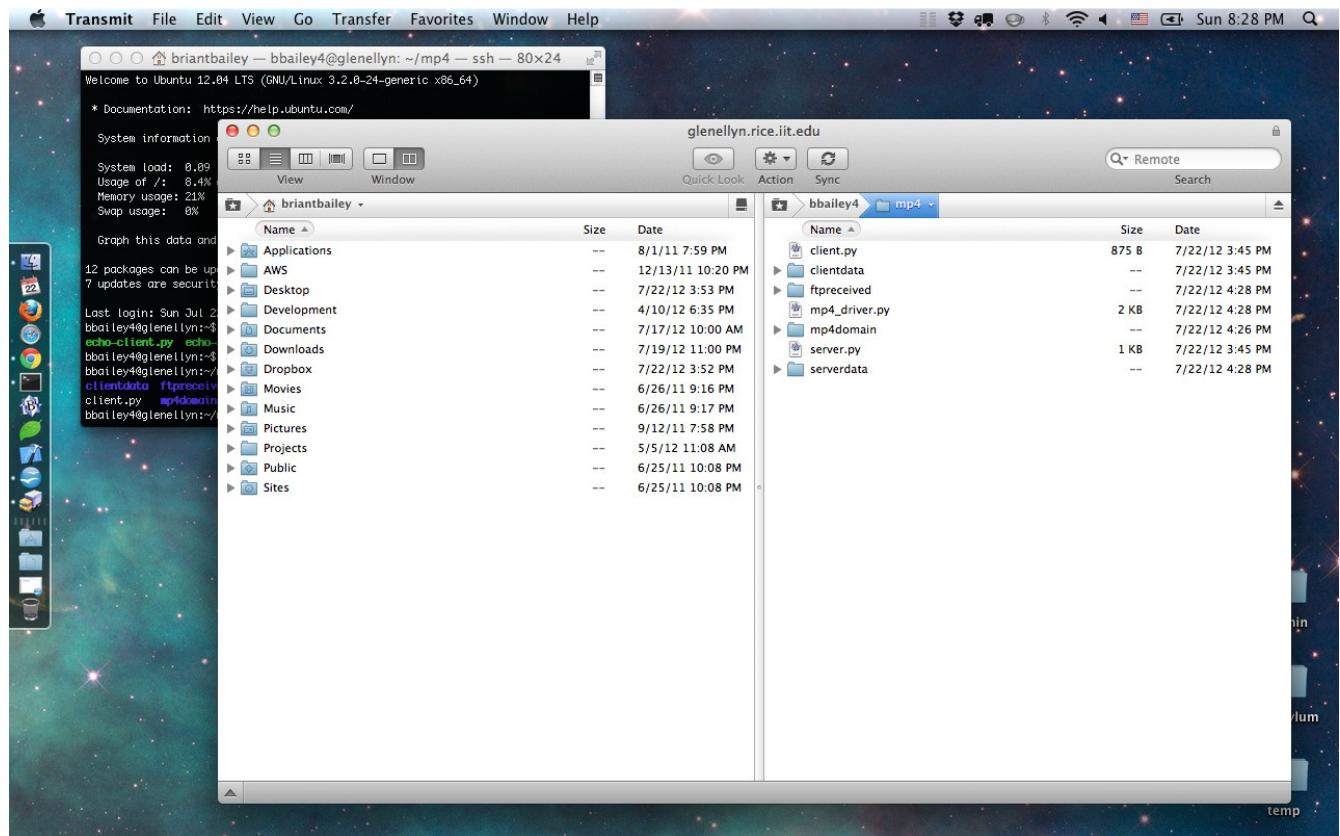 Transmit File Edit View Go Transfer Favorites Window Help Sun 8:28 PM
briantbailey — bbailey4@glenellyn: ~/mp4 — ssh — 80×24
Welcome to Ubuntu 12.04 LTS (GNU/Linux 3.2.0-24-generic x86_64)
* Documentation: https://help.ubuntu.com/
System information
System load: 0.09
Usage of /: 8.4%
Memory usage: 21%
Swap usage: 0%
Graph this data and
12 packages can be up
7 updates are securit
Last login: Sun Jul 2
bbailey4@glenellyn:~$
echo-client.py echo-
bbailey4@glenellyn:~$
bbailey4@glenellyn:~/
clientdata ftpreceiv
client.py mp4domain
bbailey4@glenellyn:~/
glenellyn.rice.iit.edu
View Window Quick Look Action Sync Remote Search
briantbailey
Name Size Date
Applications -- 8/1/11 7:59 PM
AWS -- 12/13/11 10:20 PM
Desktop -- 7/22/12 3:53 PM
Development -- 4/10/12 6:35 PM
Documents -- 7/17/12 10:00 AM
Downloads -- 7/19/12 11:00 PM
Dropbox -- 7/22/12 3:52 PM
Movies -- 6/26/11 9:16 PM
Music -- 6/26/11 9:17 PM
Pictures -- 9/12/11 7:58 PM
Projects -- 5/5/12 11:08 AM
Public -- 6/25/11 10:08 PM
Sites -- 6/25/11 10:08 PM
bbailey4 mp4
Name Size Date
client.py 875 B 7/22/12 3:45 PM
clientdata -- 7/22/12 3:45 PM
ftpreceived -- 7/22/12 4:28 PM
mp4_driver.py 2 KB 7/22/12 4:28 PM
mp4domain -- 7/22/12 4:26 PM
server.py 1 KB 7/22/12 3:45 PM
serverdata -- 7/22/12 4:28 PM
22
lum
temp